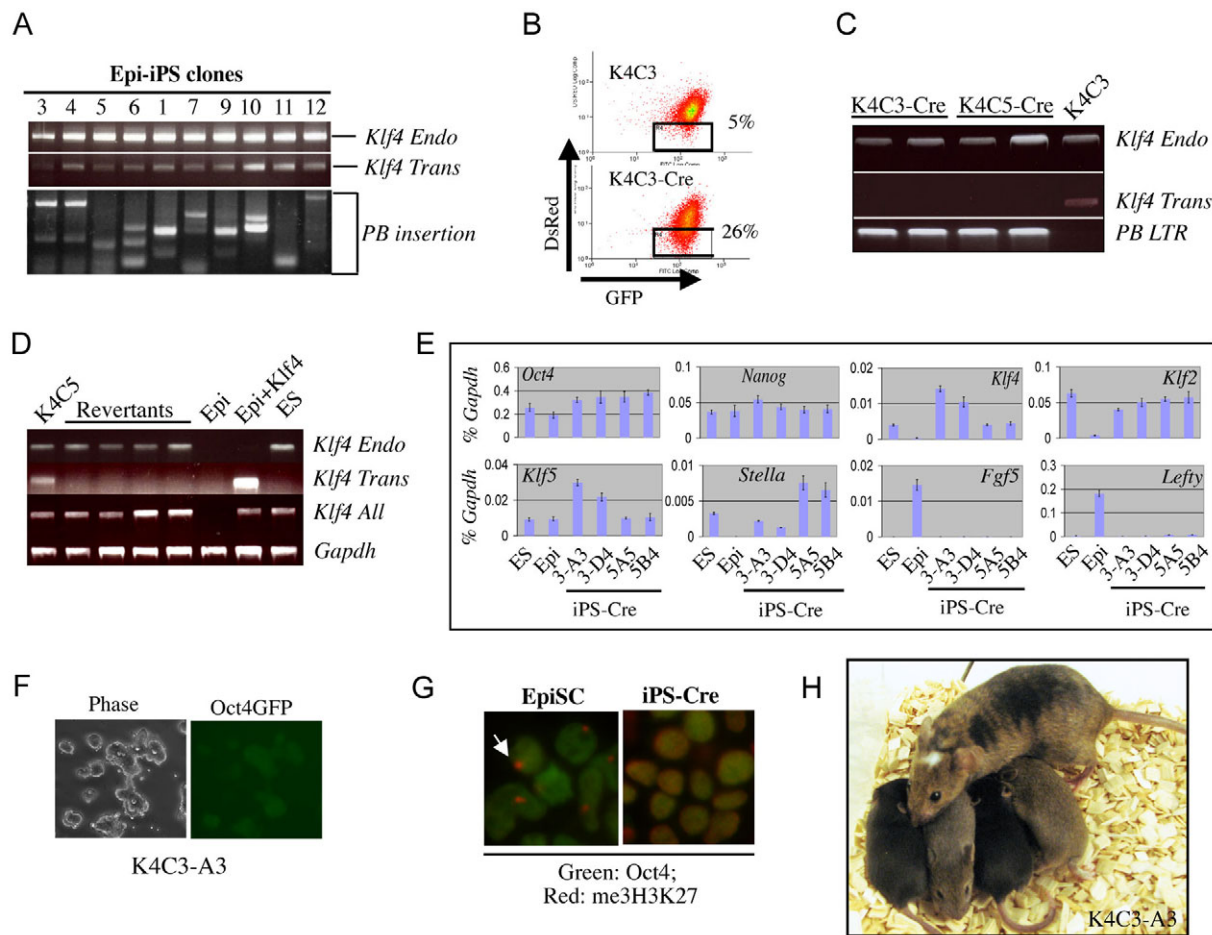 A
Epi-iPS clones
3 4 5 6 1 7 9 10 11 12
Klf4 Endo
Klf4 Trans
PB insertion
B
K4C3
5%
K4C3-Cre
26%
DsRed
GFP
C
K4C3-Cre K4C5-Cre K4C3
Klf4 Endo
Klf4 Trans
PB LTR
D
K4C5 Revertants Epi Epi+Klf4 ES
Klf4 Endo
Klf4 Trans
Klf4 All
Gapdh
E
% Gapdh
0.6
0.4
0.2
0
Oct4
0.1
0.05
0
Nanog
0.02
0.01
0
Klf4
0.1
0.05
0
Klf2
% Gapdh
0.04
0.02
0
Klf5
0.01
0.005
0
Stella
0.02
0.01
0
Fgf5
0.3
0.2
0.1
0
Lefty
ES Epi 3-A3 3-D4 5A5 5B4
iPS-Cre
ES Epi 3-A3 3-D4 5A5 5B4
iPS-Cre
ES Epi 3-A3 3-D4 5A5 5B4
iPS-Cre
ES Epi 3-A3 3-D4 5A5 5B4
iPS-Cre
F
Phase Oct4GFP
K4C3-A3
G
EpiSC iPS-Cre
Green: Oct4;
Red: me3H3K27
H
K4C3-A3